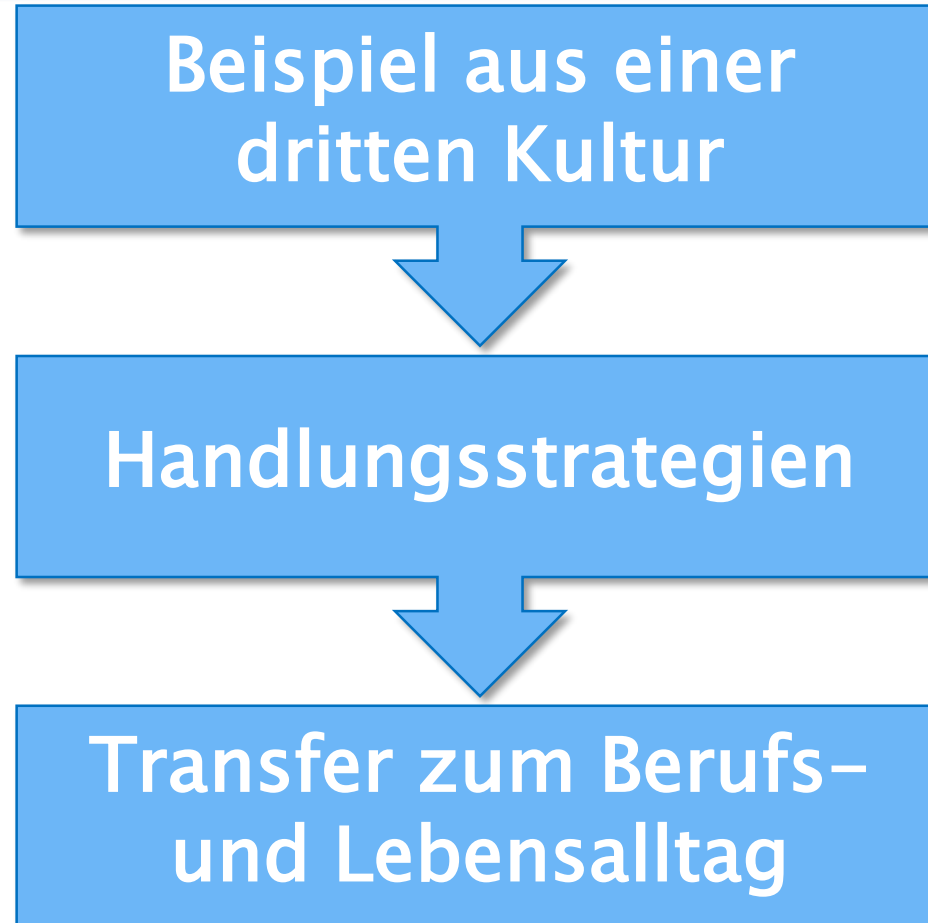 Beispiel aus einer
dritten Kultur
Handlungsstrategien
Transfer zum Berufs-
und Lebensalltag